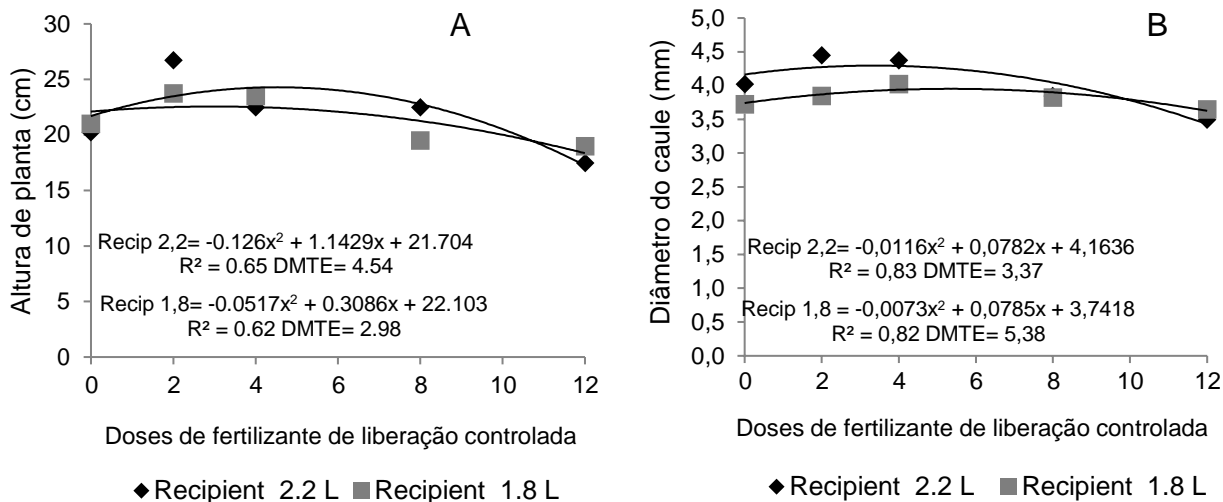 A
Altura de planta (cm)
30
25
20
15
10
5
0
Recip 2,2= -0.126x² + 1.1429x + 21.704
R² = 0.65 DMTE= 4.54
Recip 1,8= -0.0517x² + 0.3086x + 22.103
R² = 0.62 DMTE= 2.98
0 2 4 6 8 10 12
Doses de fertilizante de liberação controlada
Recipient 2.2 L Recipient 1.8 L
B
Diâmetro do caule (mm)
5,0
4,5
4,0
3,5
3,0
2,5
2,0
1,5
1,0
0,5
0,0
Recip 2,2= -0,0116x² + 0,0782x + 4,1636
R² = 0,83 DMTE= 3,37
Recip 1,8 = -0,0073x² + 0,0785x + 3,7418
R² = 0,82 DMTE= 5,38
0 2 4 6 8 10 12
Doses de fertilizante de liberação controlada
Recipient 2.2 L Recipient 1.8 L